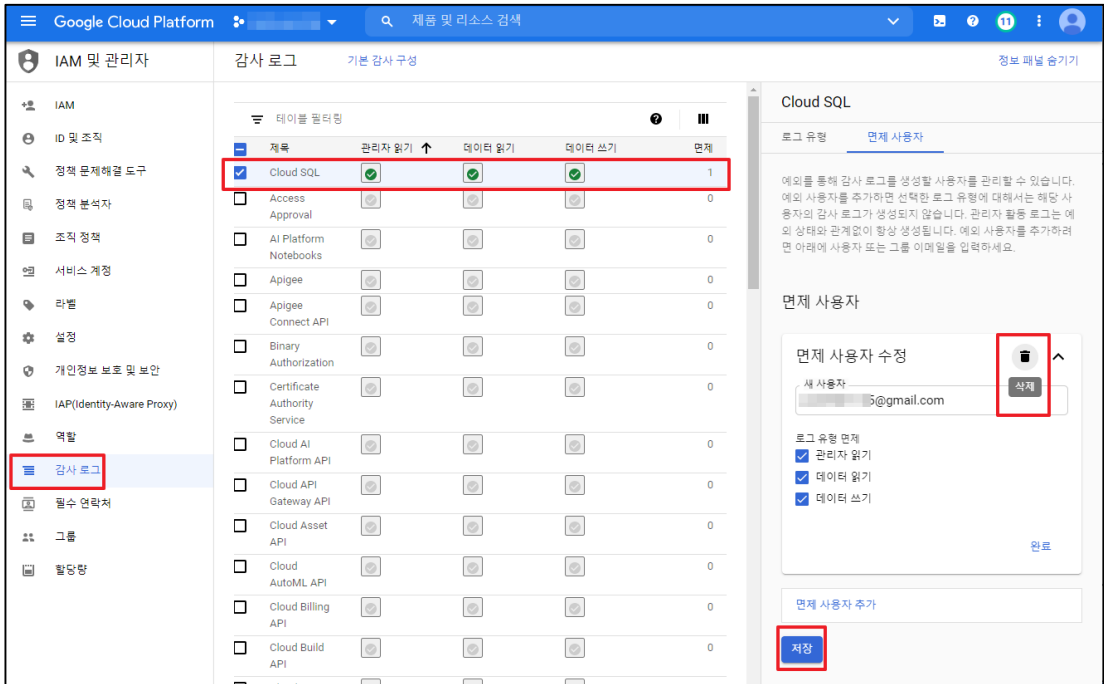 Google Cloud Platform
제품 및 리소스 검색
11
IAM 및 관리자
감사 로그
기본 감사 구성
정보 패널 숨기기
IAM
ID 및 조직
정책 문제해결 도구
정책 분석자
조직 정책
서비스 계정
라벨
설정
개인정보 보호 및 보안
IAP(Identity-Aware Proxy)
역할
감사 로그
필수 연락처
그룹
할당량
테이블 필터링
제목
관리자 읽기
데이터 읽기
데이터 쓰기
면제
Cloud SQL
1
Access
Approval
0
AI Platform
Notebooks
0
Apigee
0
Apigee
Connect API
0
Binary
Authorization
0
Certificate
Authority
Service
0
Cloud AI
Platform API
0
Cloud API
Gateway API
0
Cloud Asset
API
0
Cloud
AutoML API
0
Cloud Billing
API
0
Cloud Build
API
0
Cloud SQL
로그 유형
면제 사용자
예외를 통해 감사 로그를 생성할 사용자를 관리할 수 있습니다.
예외 사용자를 추가하면 선택한 로그 유형에 대해서는 해당 사
용자의 감사 로그가 생성되지 않습니다. 관리자 활동 로그는 예
외 상태와 관계없이 항상 생성됩니다. 예외 사용자를 추가하려
면 아래에 사용자 또는 그룹 이메일을 입력하세요.
면제 사용자
면제 사용자 수정
삭제
새 사용자
5@gmail.com
로그 유형 면제
관리자 읽기
데이터 읽기
데이터 쓰기
완료
면제 사용자 추가
저장